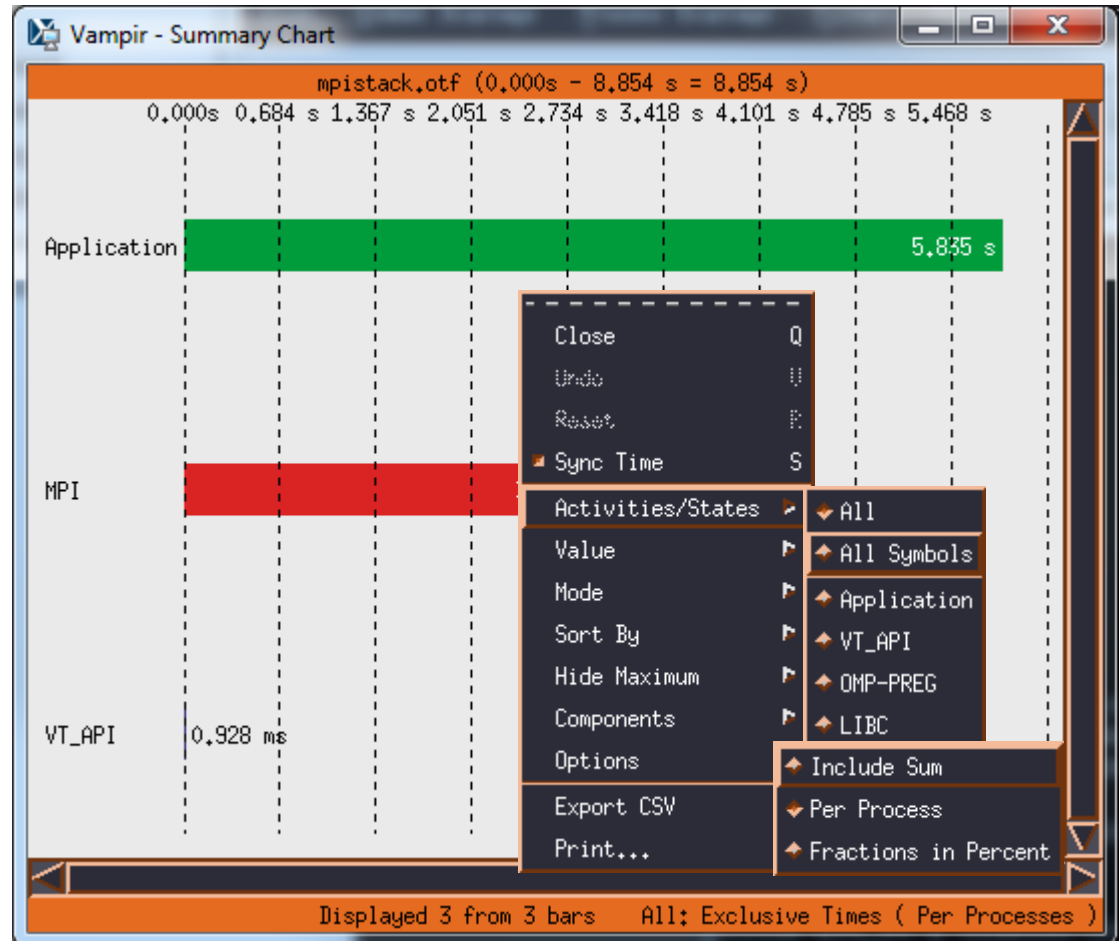 Vampir - Summary Chart
mpistack.otf (0.000s - 8.854 s = 8.854 s)
0.000s 0.684 s 1.367 s 2.051 s 2.734 s 3.418 s 4.101 s 4.785 s 5.468 s
Application
5.835 s
MPI
VT_API
0.928 ms
Close Q
Undo U
Reset R
Sync Time S
Activities/States
Value
Mode
Sort By
Hide Maximum
Components
Options
Export CSV
Print...
All
All Symbols
Application
VT_API
OMP-PREG
LIBC
Include Sum
Per Process
Fractions in Percent
Displayed 3 from 3 bars All: Exclusive Times ( Per Processes )